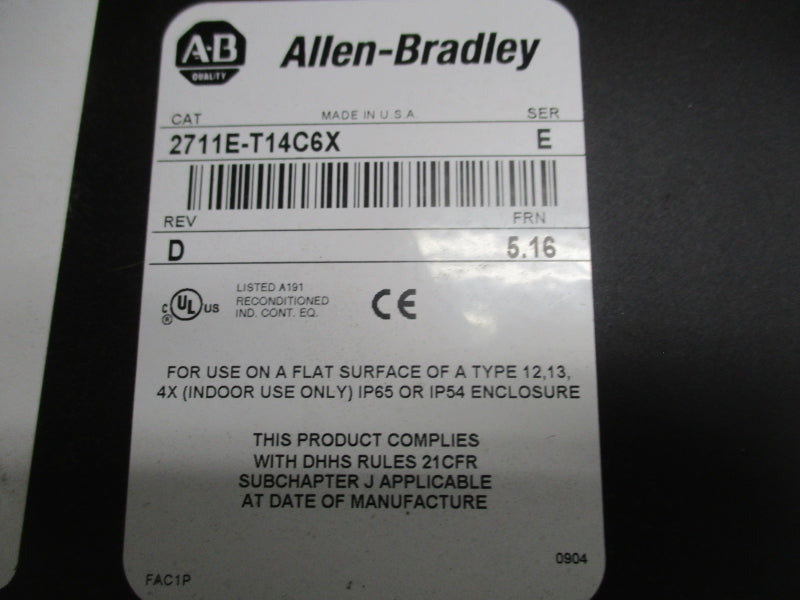 A·B
QUALITY
Allen-Bradley
CAT MADE IN U.S.A. SER
2711E-T14C6X E
REV FRN
D 5.16
C UL US
®
LISTED A191
RECONDITIONED
IND. CONT. EQ.
CE
FOR USE ON A FLAT SURFACE OF A TYPE 12,13,
4X (INDOOR USE ONLY) IP65 OR IP54 ENCLOSURE
THIS PRODUCT COMPLIES
WITH DHHS RULES 21CFR
SUBCHAPTER J APPLICABLE
AT DATE OF MANUFACTURE
0904
FAC1P